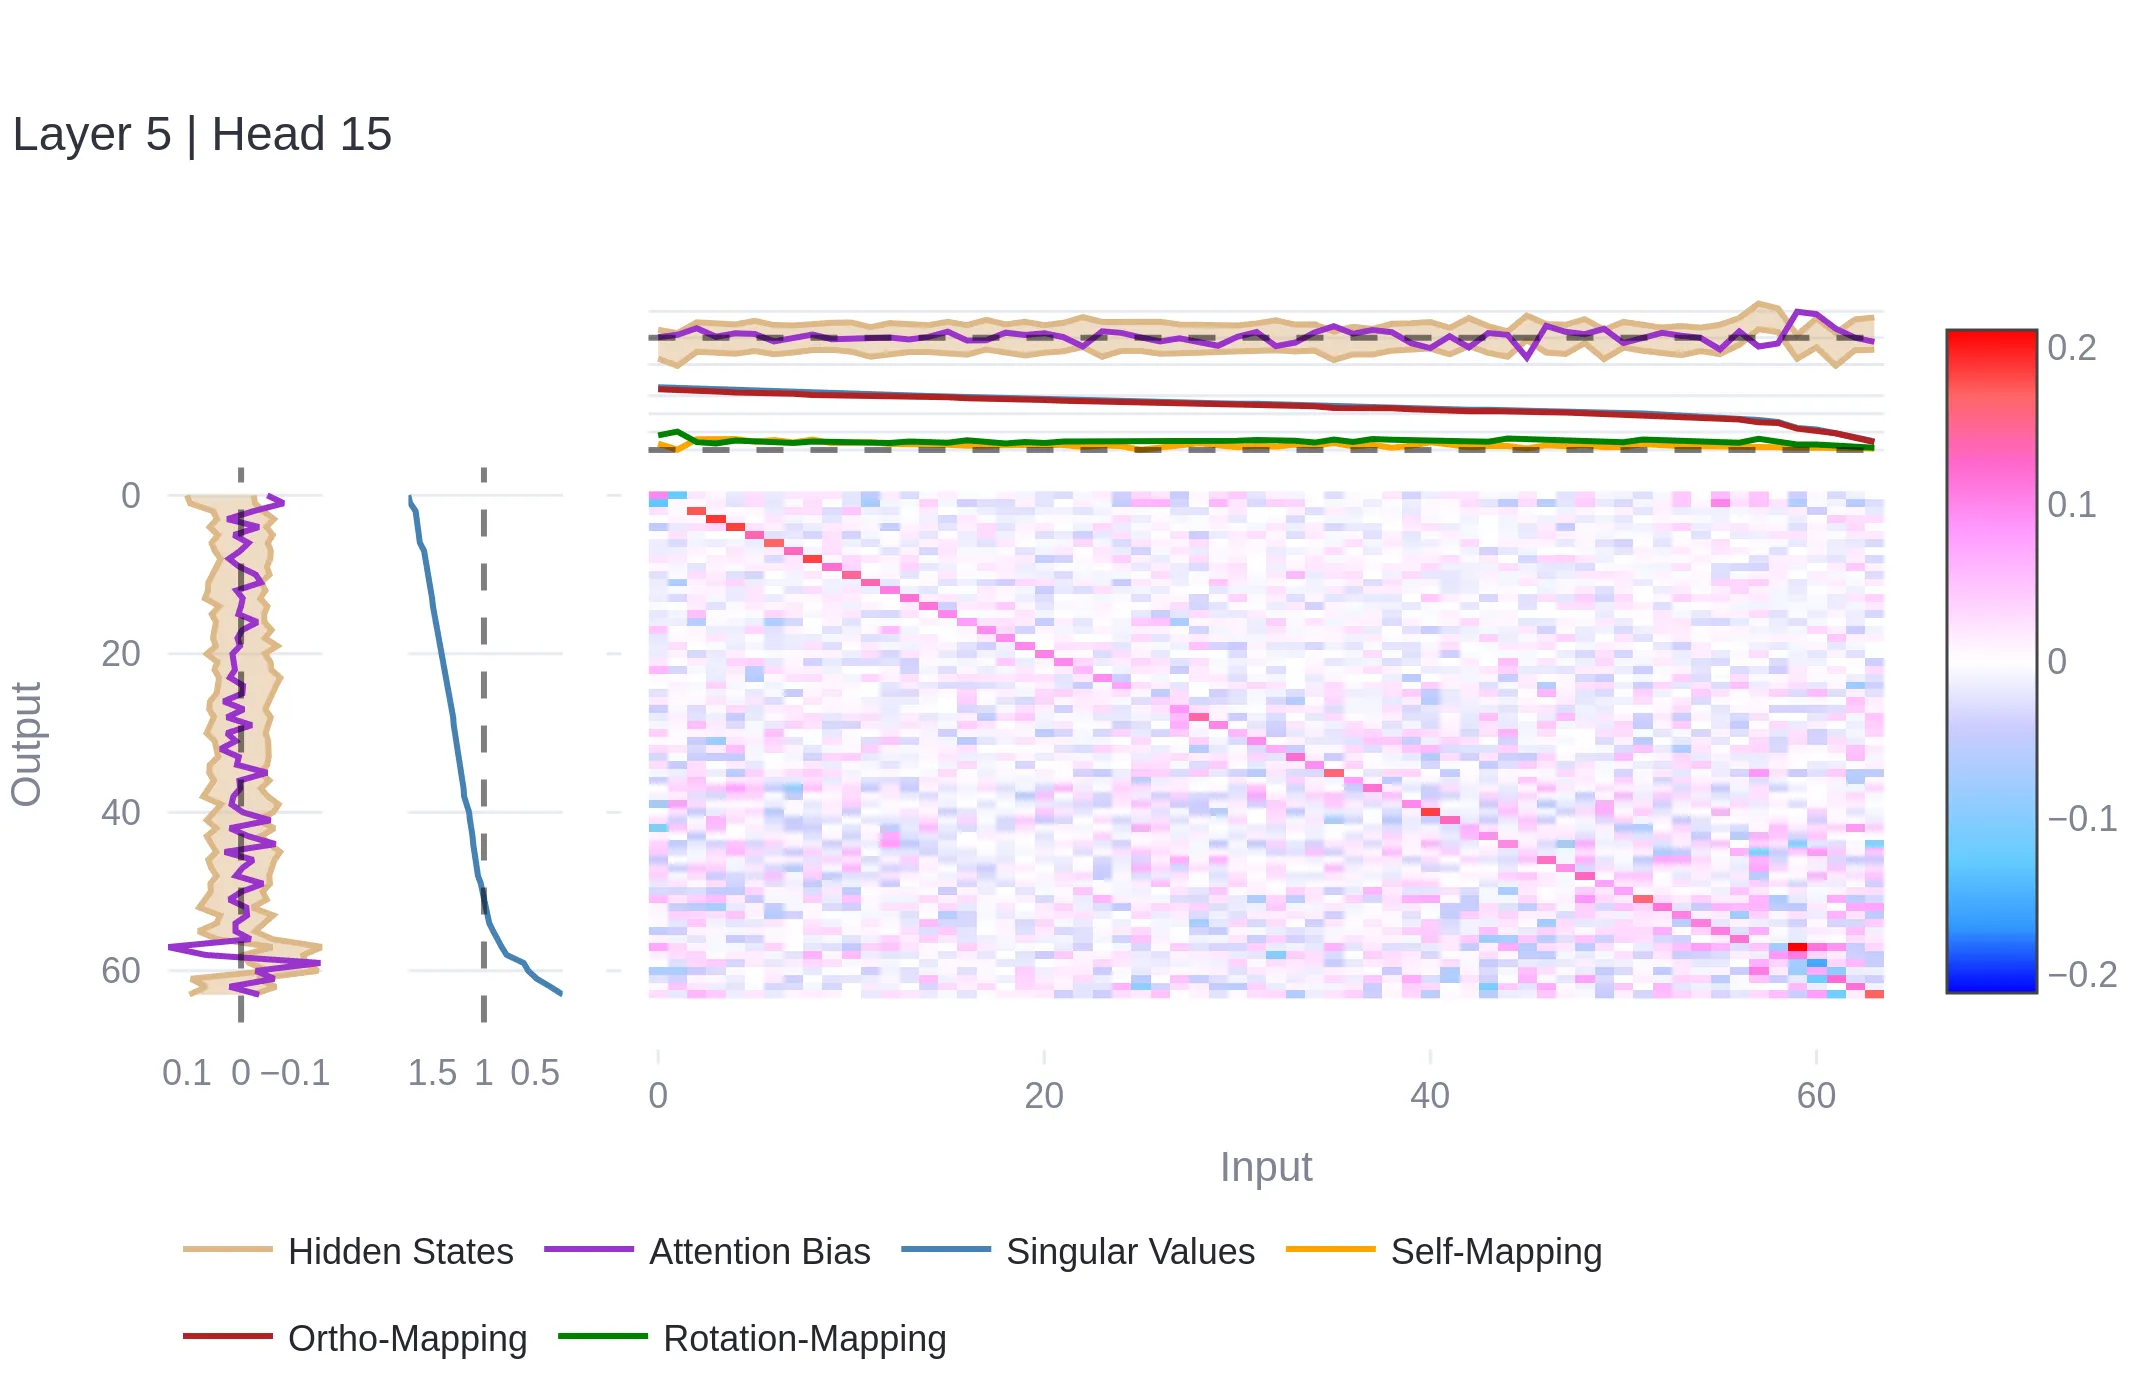 Layer 5 | Head 15
0.2
0.1
0
−0.1
−0.2
Output
0
20
40
60
0.1 0 −0.1
1.5 1 0.5
0 20 40 60
Input
Hidden States Attention Bias Singular Values Self-Mapping
Ortho-Mapping Rotation-Mapping